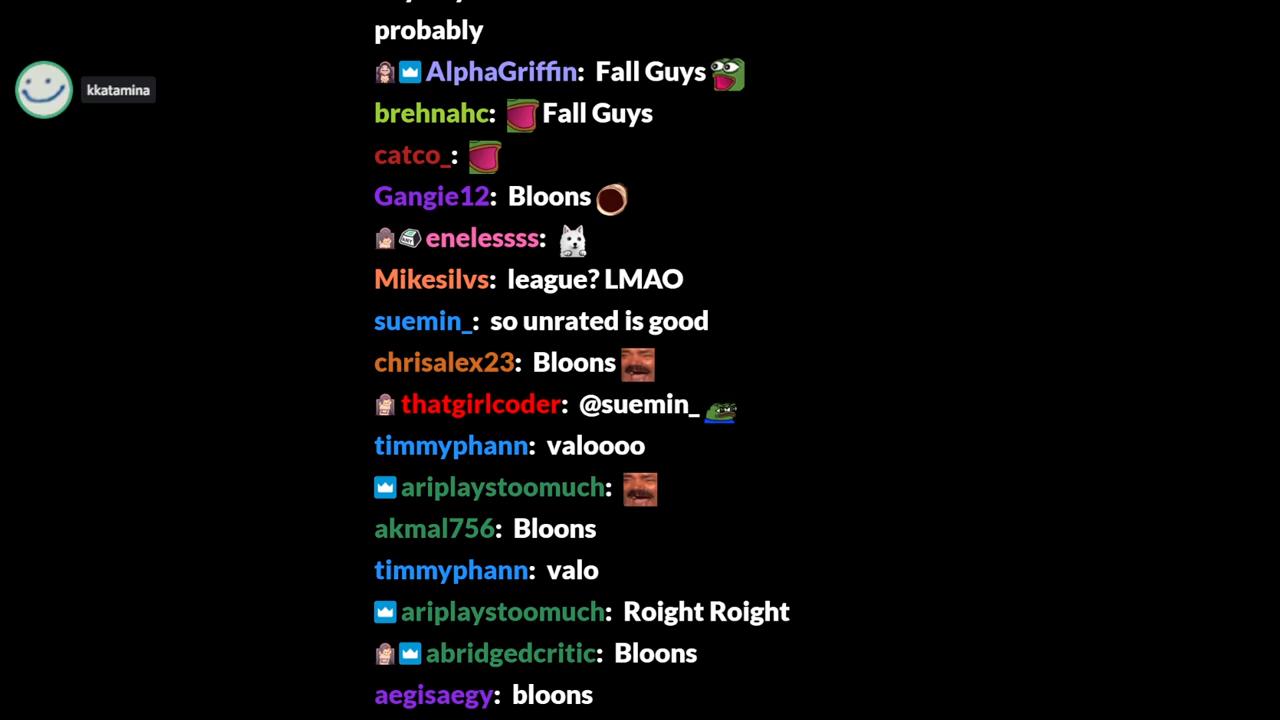 probably
AlphaGriffin: Fall Guys
kkatamina
brehnahc: Fall Guys
catco_:
Gangie12: Bloons
enelessss:
Mikesilvs: league? LMAO
suemin_: so unrated is good
chrisalex23: Bloons
thatgirlcoder: @suemin_
timmyphann: valoooo
ariplaystoomuch:
akmal756: Bloons
timmyphann: valo
ariplaystoomuch: Roight Roight
abridgedcritic: Bloons
aegisaegy: bloons